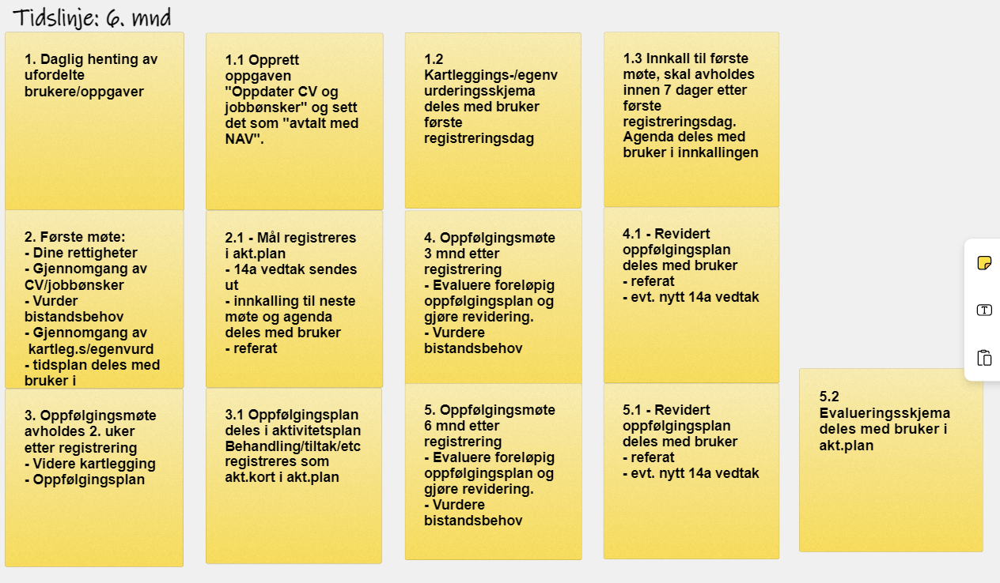 Tidslinje: 6. mnd
1. Daglig henting av
ufordelte
brukere/oppgaver
1.1 Opprett
oppgaven
"Oppdater CV og
jobbønsker" og sett
det som "avtalt med
NAV".
1.2
Kartleggings-/egenv
urderingsskjema
deles med bruker
første
registreringsdag
1.3 Innkall til første
møte, skal avholdes
innen 7 dager etter
første
registreringsdag.
Agenda deles med
bruker i innkallingen
2. Første møte:
- Dine rettigheter
- Gjennomgang av
CV/jobbønsker
- Vurder
bistandsbehov
- Gjennomgang av
kartleg.s/egenvurd
- tidsplan deles med
bruker i
2.1 - Mål registreres
i akt.plan
- 14a vedtak sendes
ut
- innkalling til neste
møte og agenda
deles med bruker
- referat
4. Oppfølgingsmøte
3 mnd etter
registrering
- Evaluere foreløpig
oppfølgingsplan og
gjøre revidering.
- Vurdere
bistandsbehov
4.1 - Revidert
oppfølgingsplan
deles med bruker
- referat
- evt. nytt 14a vedtak
3. Oppfølgingsmøte
avholdes 2. uker
etter registrering
- Videre kartlegging
- Oppfølgingsplan
3.1 Oppfølgingsplan
deles i aktivitetsplan
Behandling/tiltak/etc
registreres som
akt.kort i akt.plan
5. Oppfølgingsmøte
6 mnd etter
registrering
- Evaluere foreløpig
oppfølgingsplan og
gjøre revidering.
- Vurdere
bistandsbehov
5.1 - Revidert
oppfølgingsplan
deles med bruker
- referat
- evt. nytt 14a vedtak
5.2
Evalueringsskjema
deles med bruker i
akt.plan